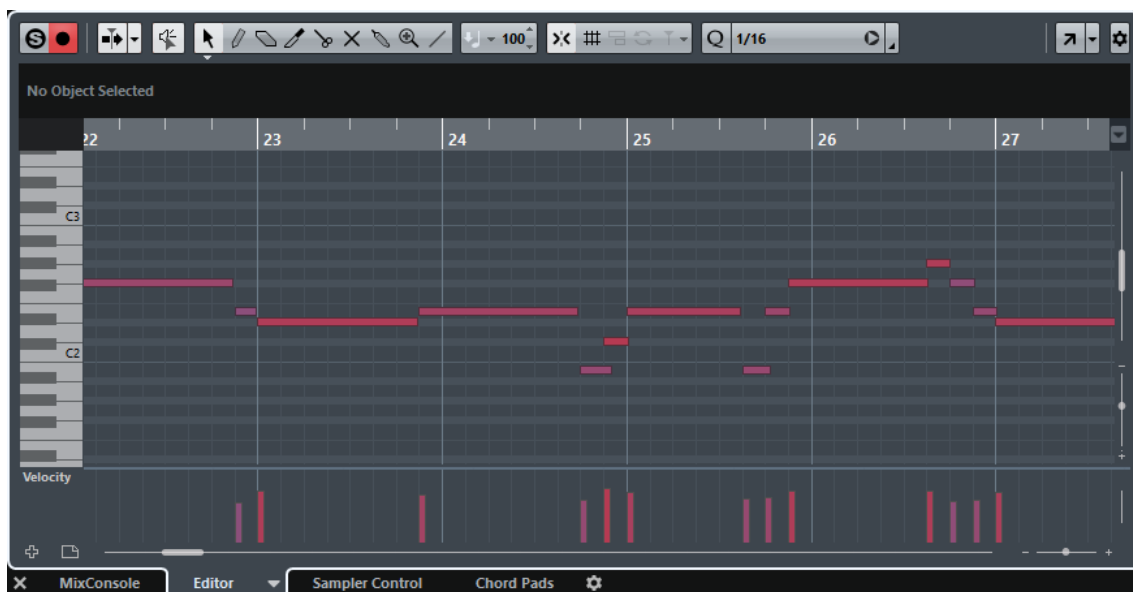 S 100 Q 1/16
No Object Selected
22 23 24 25 26 27
C3
C2
Velocity
MixConsole Editor Sampler Control Chord Pads